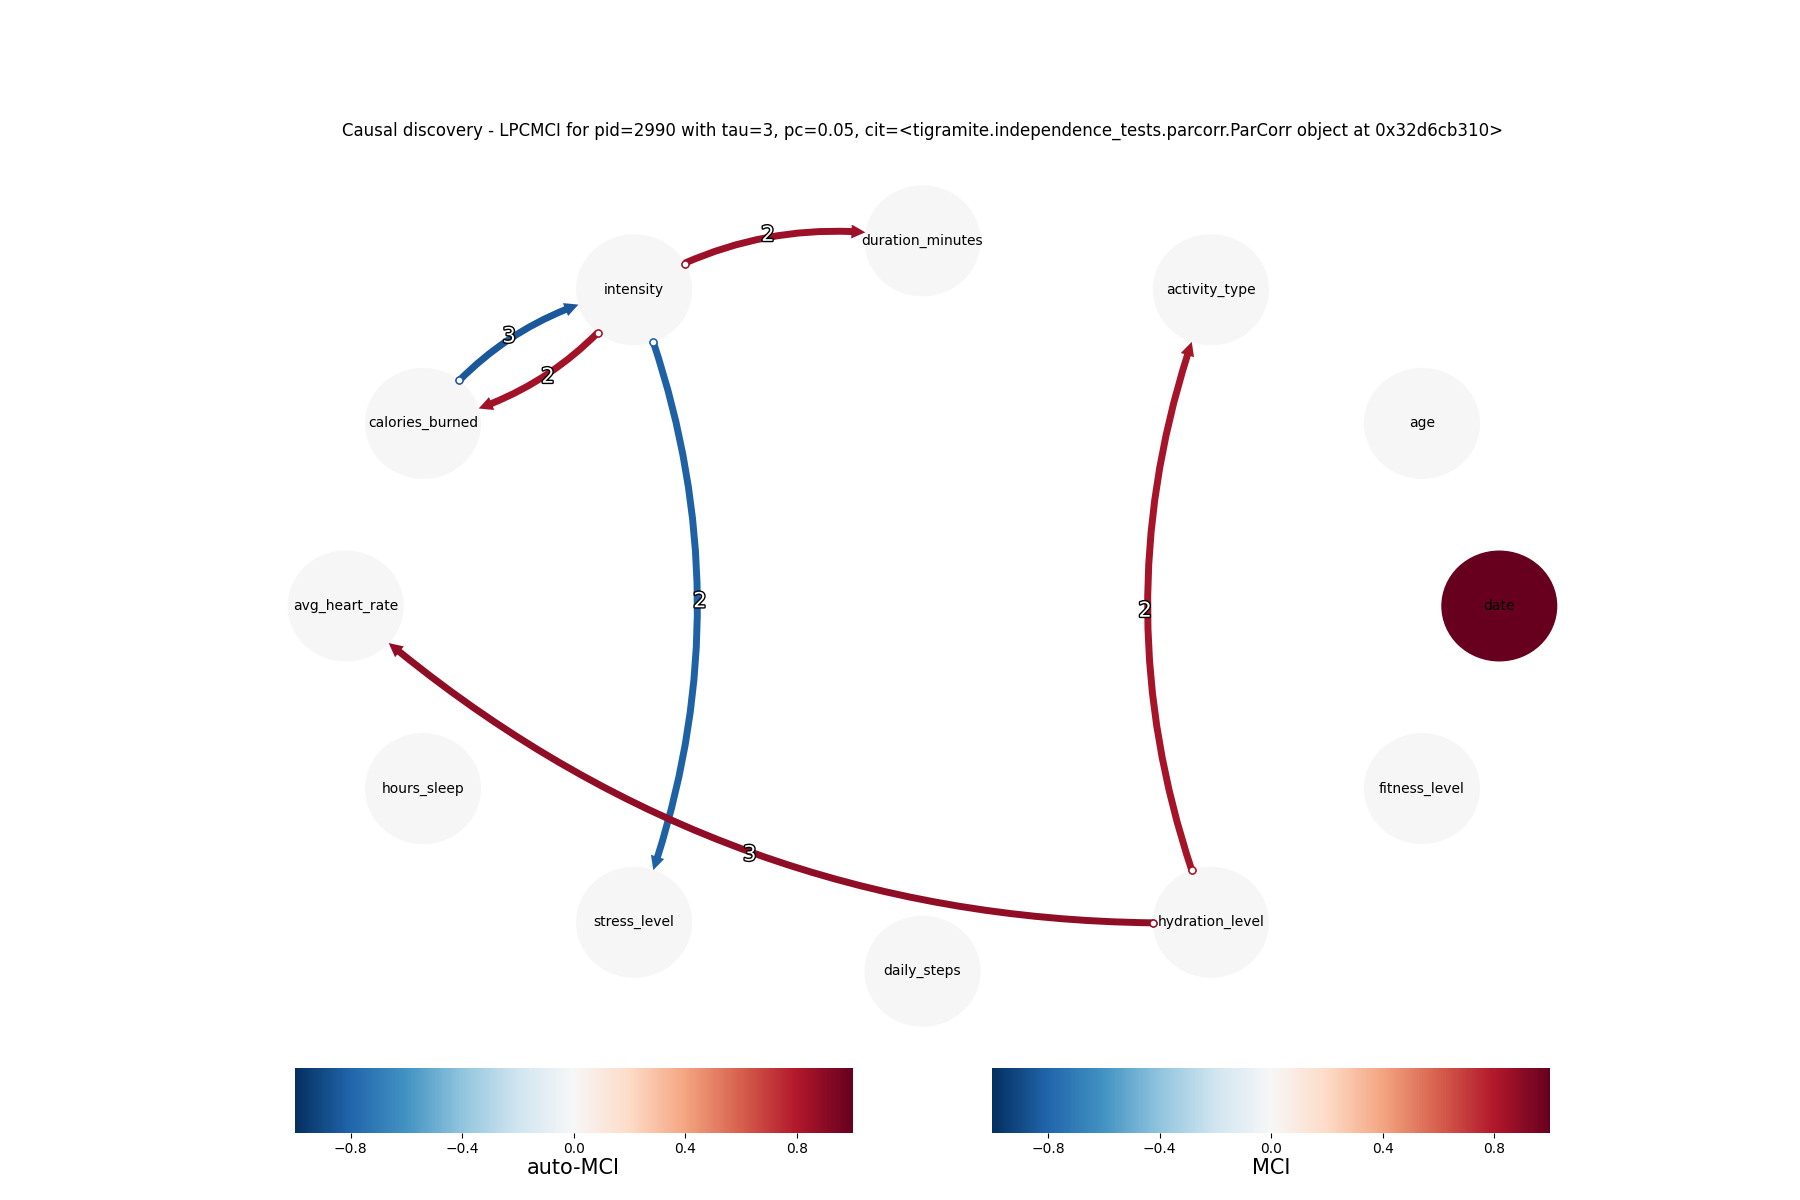 Causal discovery - LPCMCI for pid=2990 with tau=3, pc=0.05, cit=<tigramite.independence_tests.parcorr.ParCorr object at 0x32d6cb310>
duration_minutes
2
intensity
activity_type
3
2
calories_burned
age
2
2
avg_heart_rate
date
hours_sleep
fitness_level
3
stress_level
hydration_level
daily_steps
−0.8 −0.4 0.0 0.4 0.8
auto-MCI
−0.8 −0.4 0.0 0.4 0.8
MCI